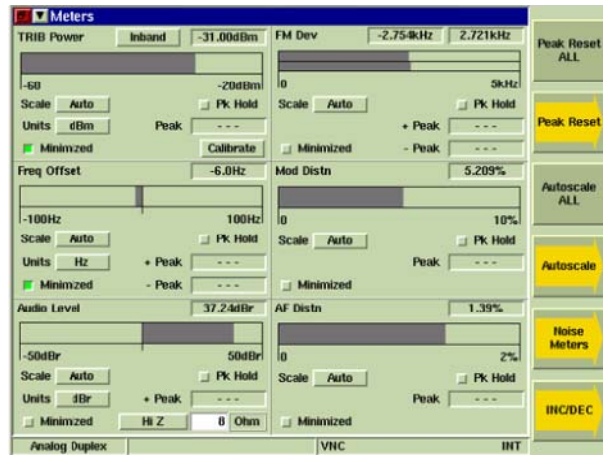 Meters
TRIB Power Inband -31.00dBm
-60 -20dBm
Scale Auto Pk Hold
Units dBm Peak - - -
Minimized Calibrate
FM Dev -2.754kHz 2.721kHz
0 5kHz
Scale Auto Pk Hold
+ Peak - - -
Minimized - Peak - - -
Freq Offset -6.0Hz
-100Hz 100Hz
Scale Auto Pk Hold
Units Hz + Peak - - -
Minimized - Peak - - -
Mod Distn 5.209%
0 10%
Scale Auto Pk Hold
Peak - - -
Minimized
Audio Level 37.24dBr
-50dBr 50dBr
Scale Auto Pk Hold
Units dBr + Peak - - -
Minimized Hi Z 8 Ohm
AF Distn 1.39%
0 2%
Scale Auto Pk Hold
Peak - - -
Minimized
Peak Reset
ALL
Peak Reset
Autoscale
ALL
Autoscale
Noise
Meters
INC/DEC
Analog Duplex VNC INT